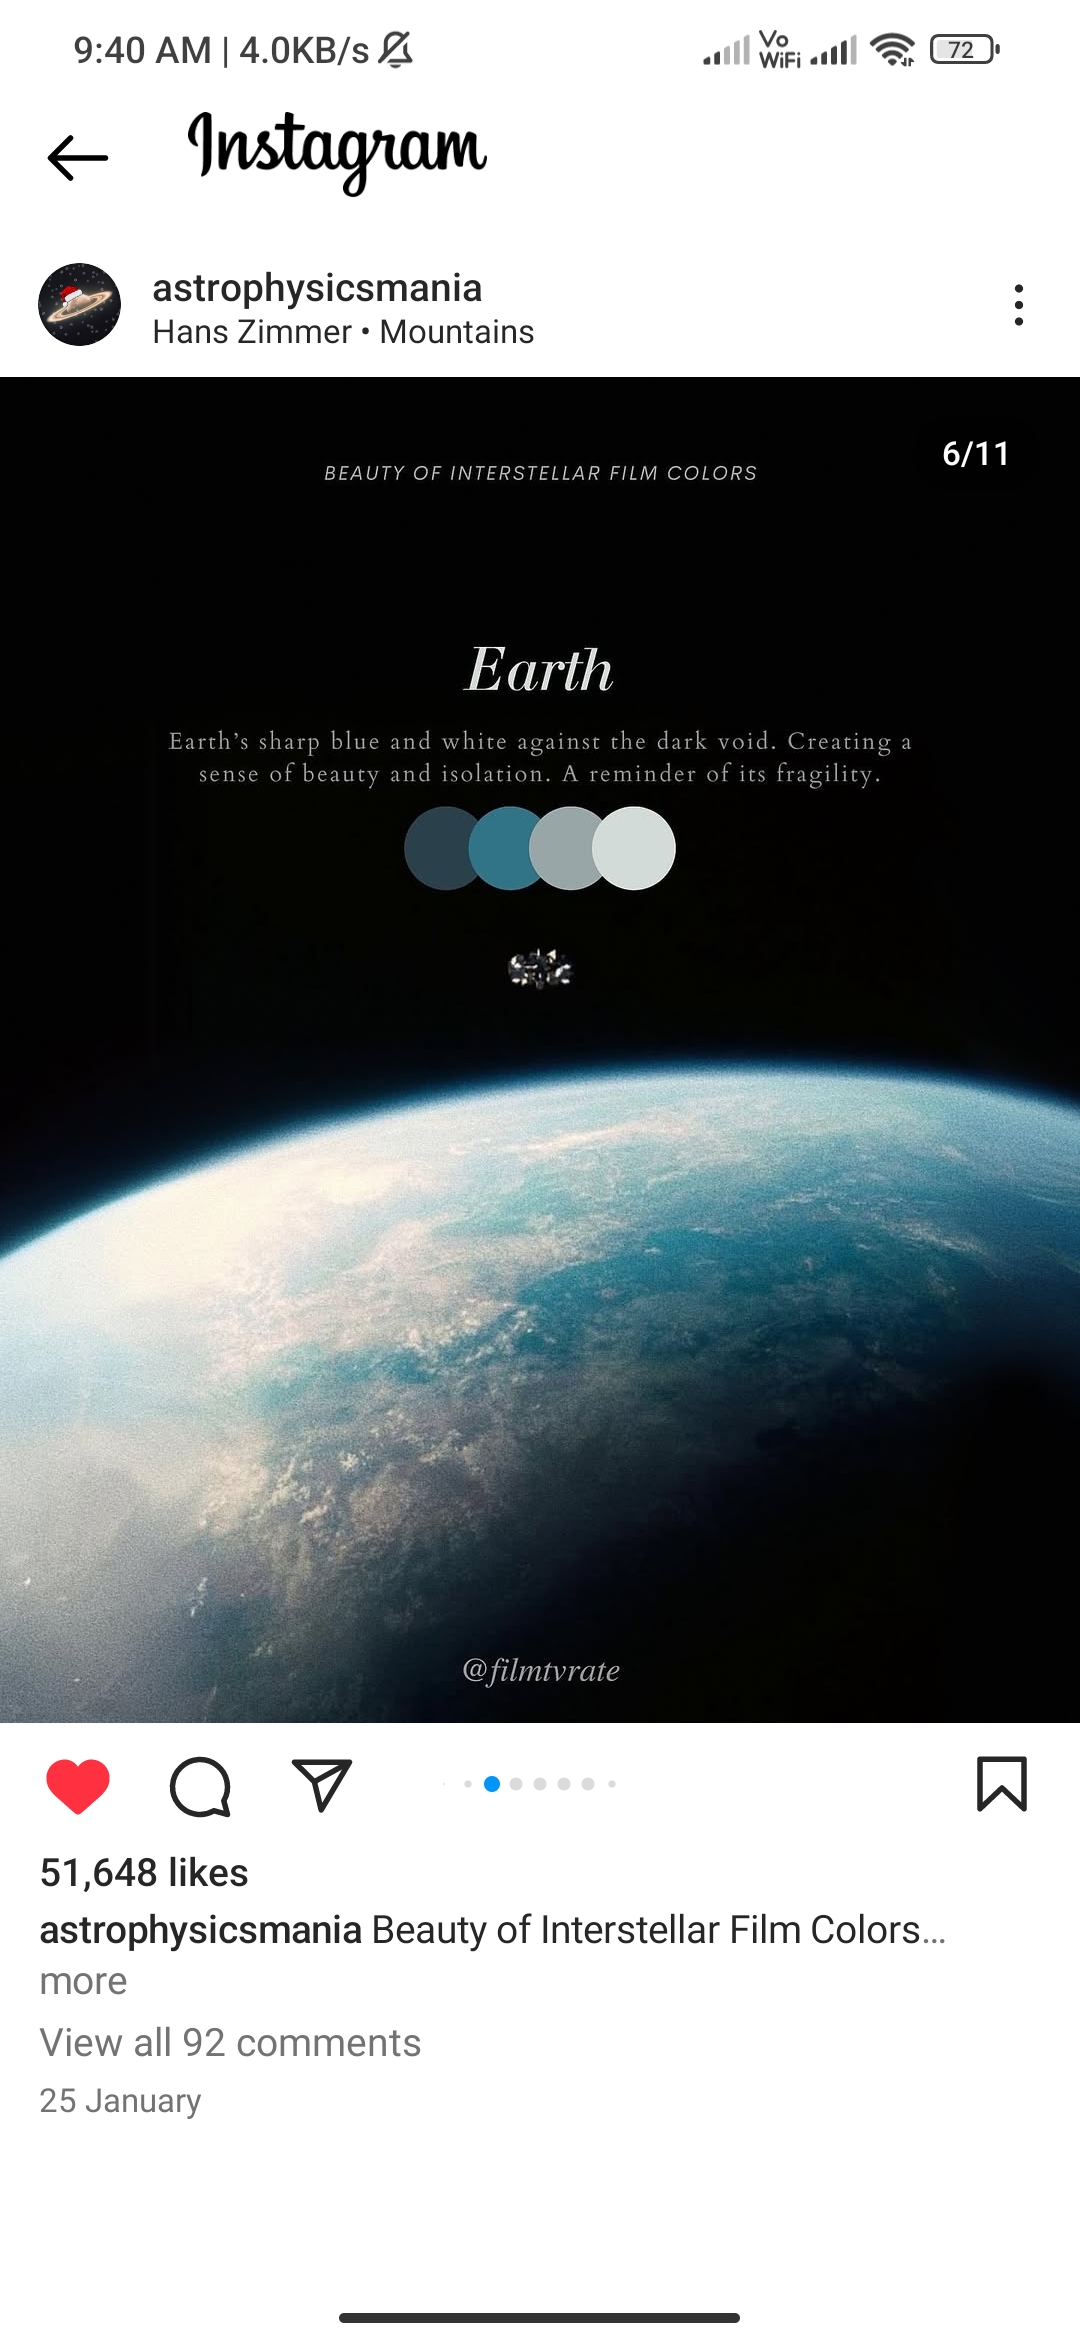 9:40 AM | 4.0KB/s
Vo
WiFi
72
Instagram
astrophysicsmania
Hans Zimmer • Mountains
6/11
BEAUTY OF INTERSTELLAR FILM COLORS
Earth
Earth’s sharp blue and white against the dark void. Creating a
sense of beauty and isolation. A reminder of its fragility.
@filmtvrate
51,648 likes
astrophysicsmania Beauty of Interstellar Film Colors...
more
View all 92 comments
25 January